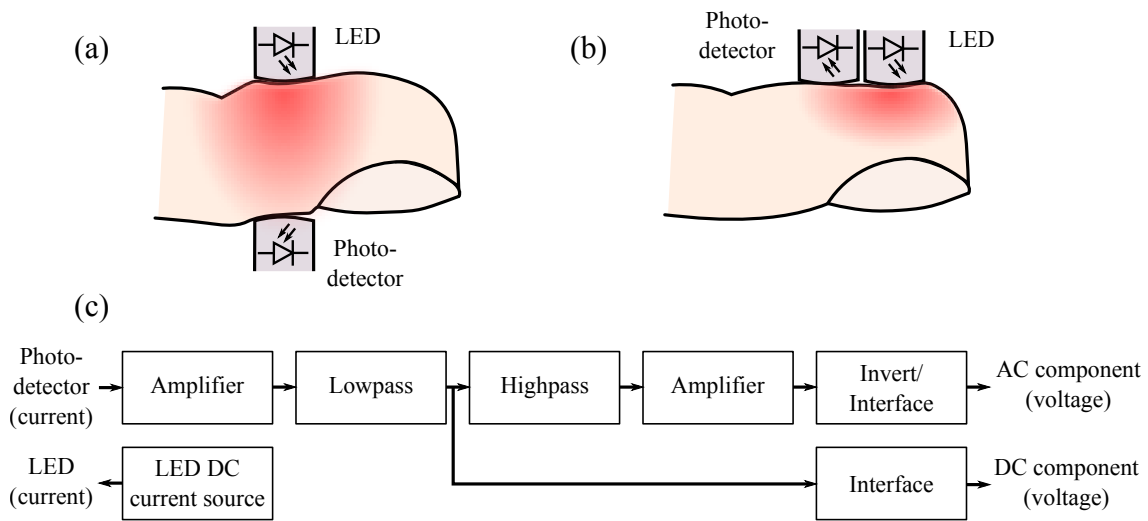 (a)
LED
Photo-
detector
(b)
Photo-
detector
LED
(c)
Photo-
detector
(current)
Amplifier
Lowpass
Highpass
Amplifier
Invert/
Interface
AC component
(voltage)
LED
(current)
LED DC
current source
Interface
DC component
(voltage)